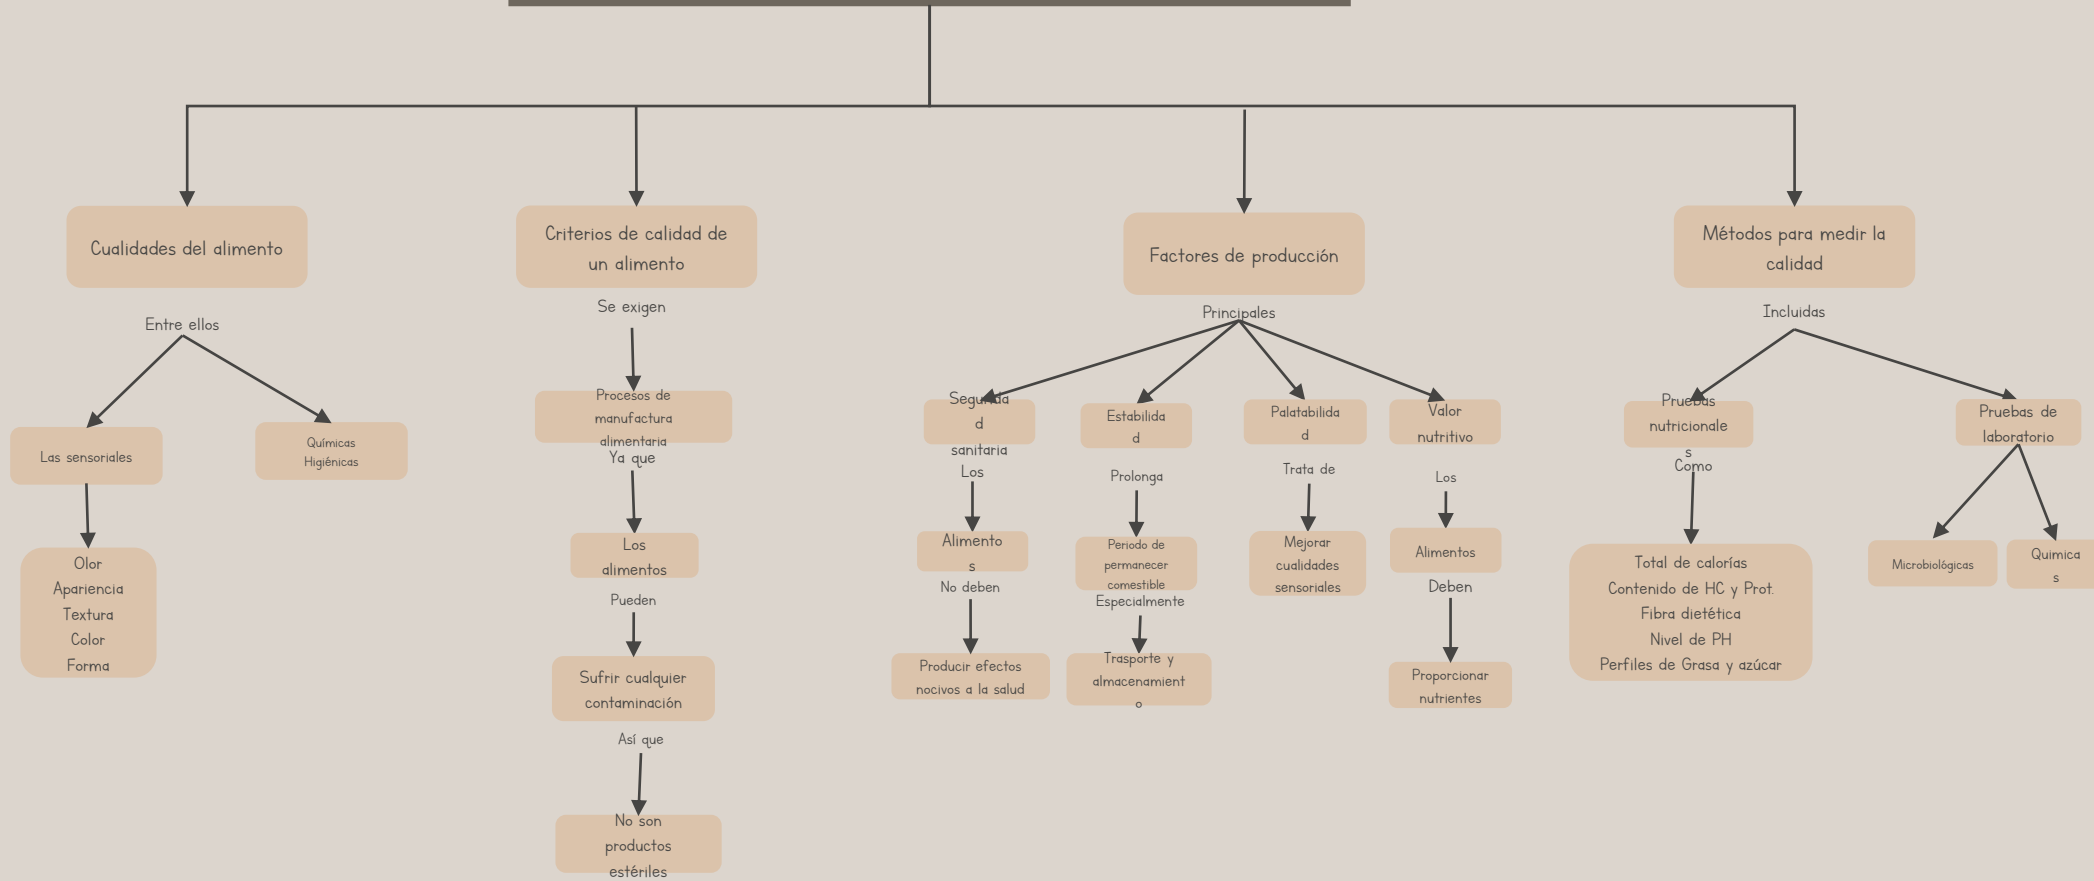 Cualidades del alimento
Entre ellos
Las sensoriales
Olor
Apariencia
Textura
Color
Forma
Químicas
Higiénicas
Criterios de calidad de
un alimento
Se exigen
Procesos de
manufactura
alimentaria
Ya que
Los
alimentos
Pueden
Sufrir cualquier
contaminación
Así que
No son
productos
estériles
Factores de producción
Principales
Segurida
d
sanitaria
Los
Alimento
s
No deben
Producir efectos
nocivos a la salud
Estabilida
d
Prolonga
Periodo de
permanecer
comestible
Especialmente
Trasporte y
almacenamient
o
Palatabilida
d
Trata de
Mejorar
cualidades
sensoriales
Valor
nutritivo
Los
Alimentos
Deben
Proporcionar
nutrientes
Métodos para medir la
calidad
Incluidas
Pruebas
nutricionale
s
Como
Total de calorías
Contenido de HC y Prot.
Fibra dietética
Nivel de PH
Perfiles de Grasa y azúcar
Pruebas de
laboratorio
Microbiológicas
Quimica
s